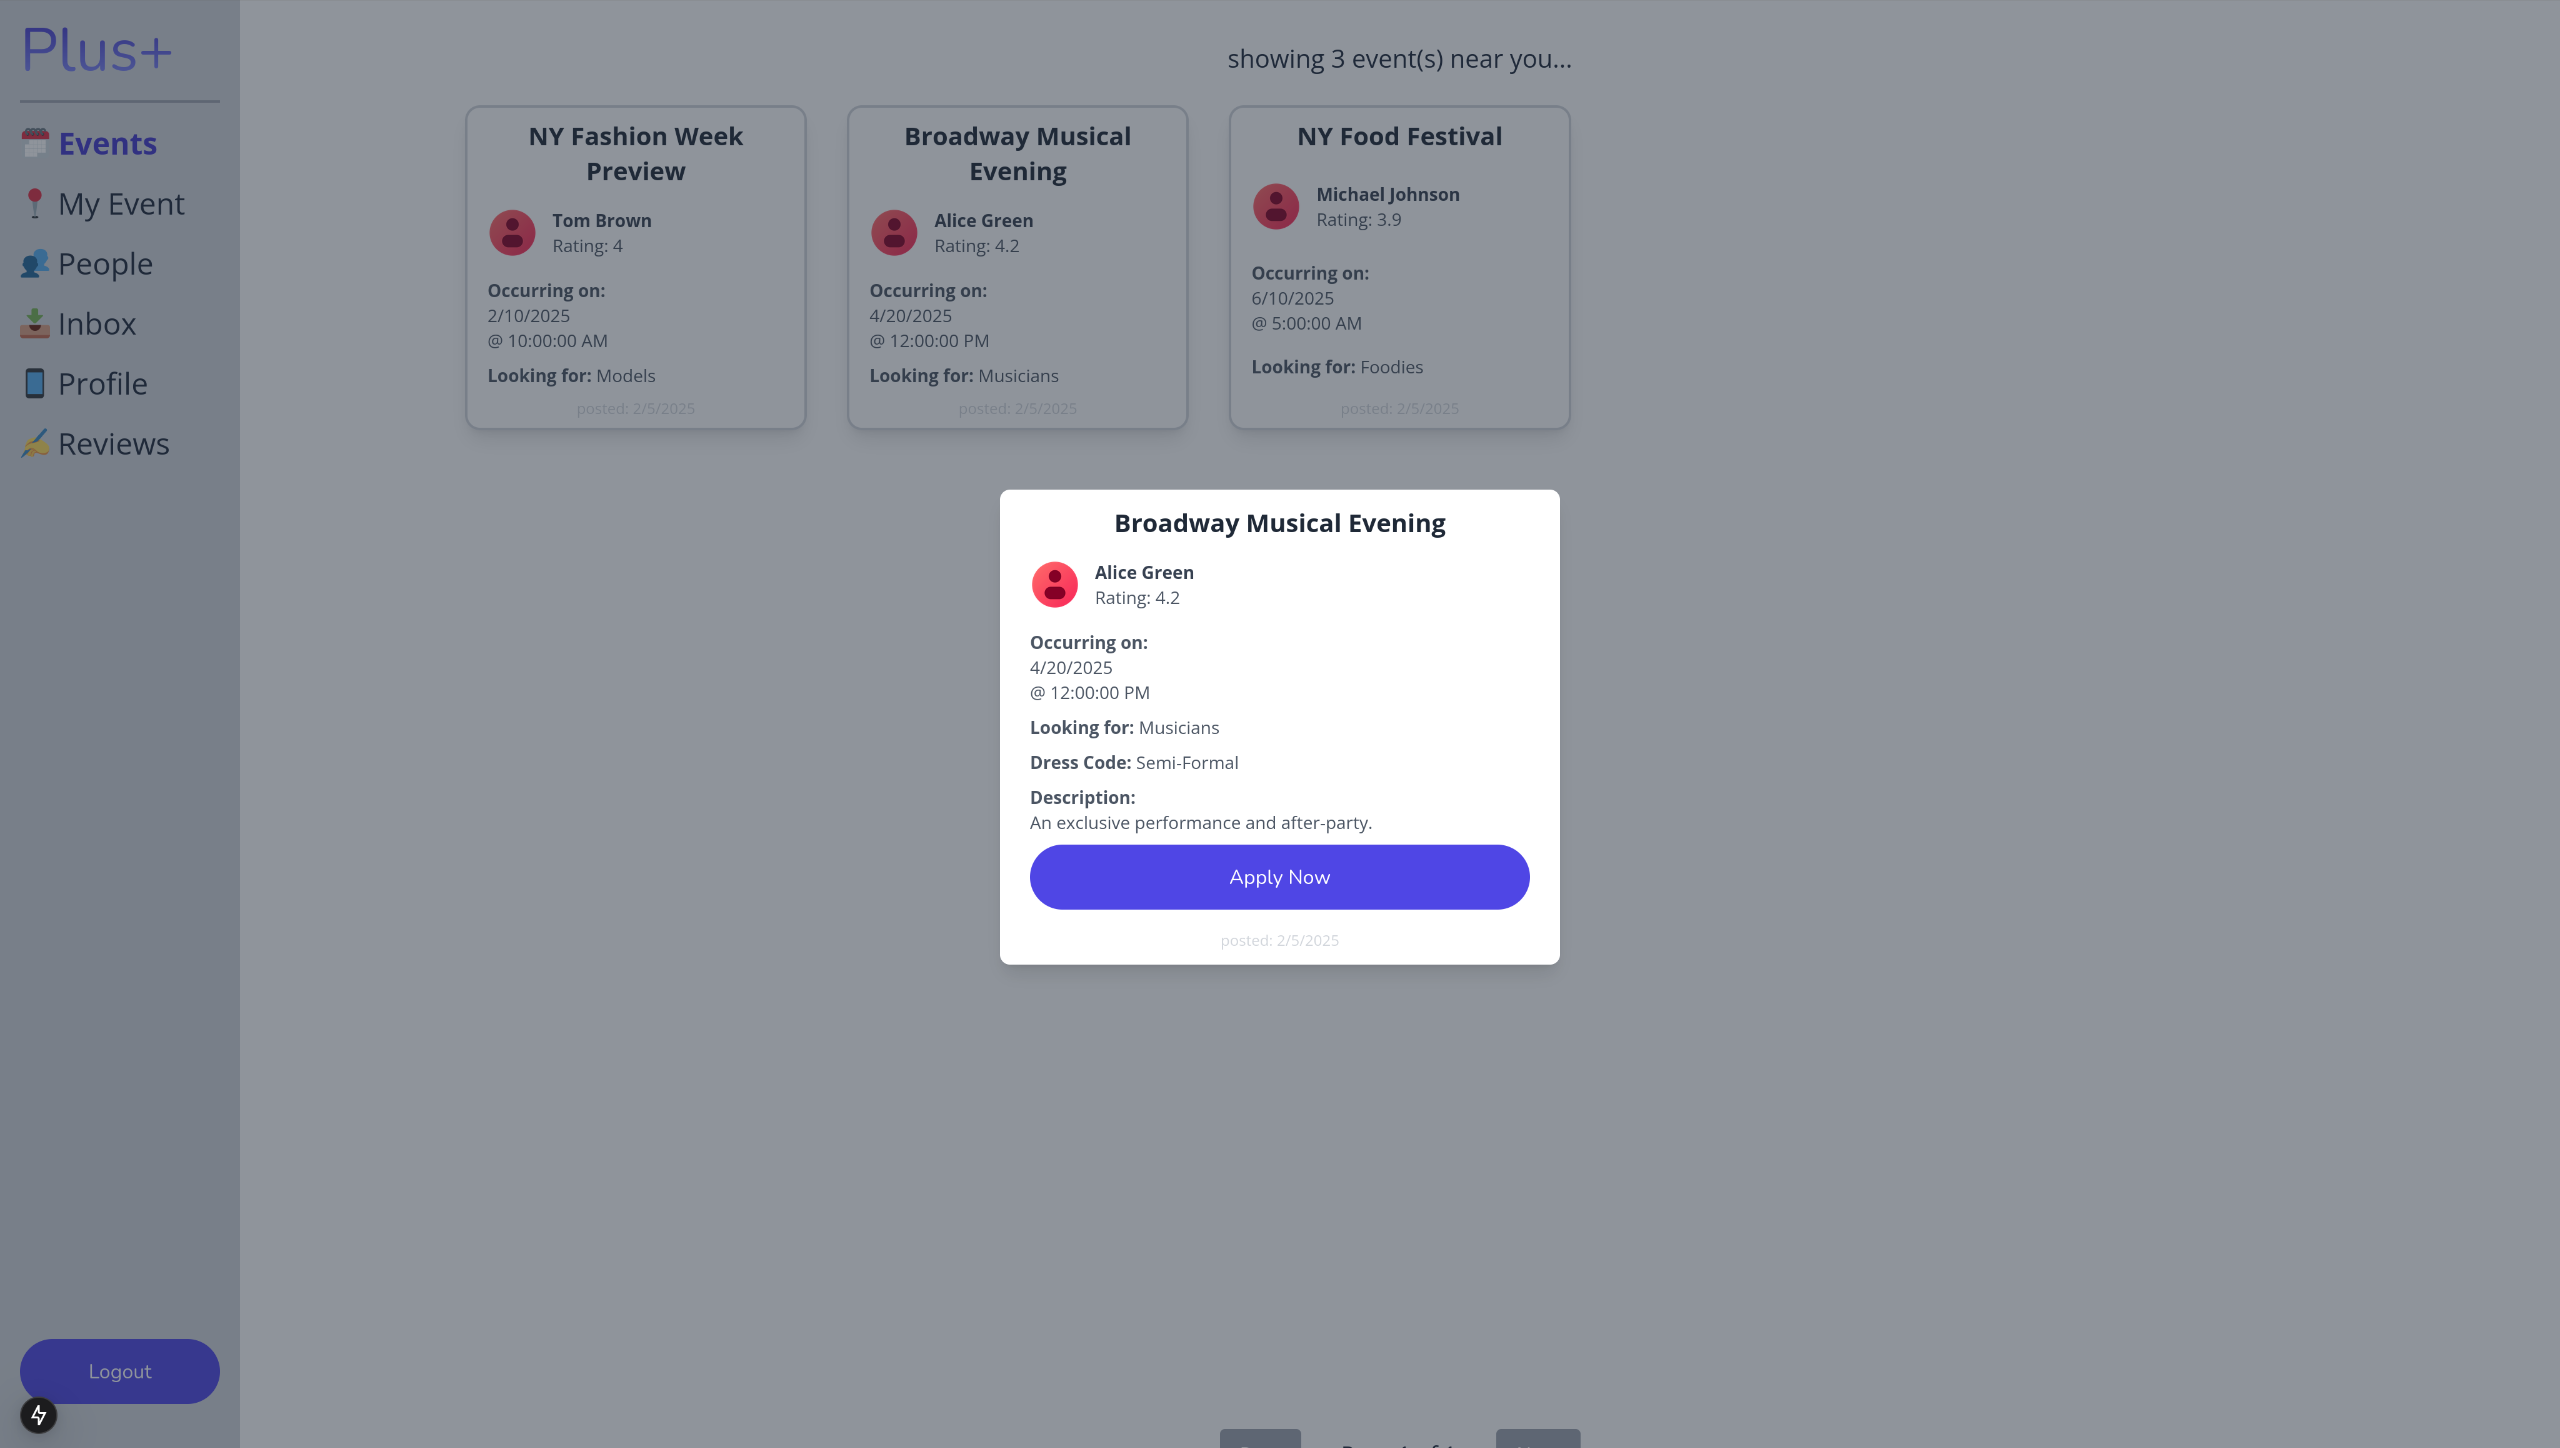 Plus+
Events
My Event
People
Inbox
Profile
Reviews
Logout
showing 3 event(s) near you...
NY Fashion Week
Preview
Tom Brown
Rating: 4
Occurring on:
2/10/2025
@ 10:00:00 AM
Looking for: Models
posted: 2/5/2025
Broadway Musical
Evening
Alice Green
Rating: 4.2
Occurring on:
4/20/2025
@ 12:00:00 PM
Looking for: Musicians
posted: 2/5/2025
NY Food Festival
Michael Johnson
Rating: 3.9
Occurring on:
6/10/2025
@ 5:00:00 AM
Looking for: Foodies
posted: 2/5/2025
Broadway Musical Evening
Alice Green
Rating: 4.2
Occurring on:
4/20/2025
@ 12:00:00 PM
Looking for: Musicians
Dress Code: Semi-Formal
Description:
An exclusive performance and after-party.
Apply Now
posted: 2/5/2025